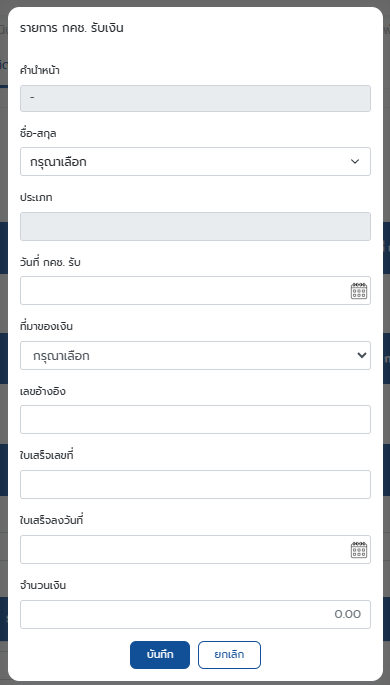 รายการ กคช. รับเงิน
คำนำหน้า
-
ชื่อ-สกุล
กรุณาเลือก
ประเภท
วันที่ กคช. รับ
ที่มาของเงิน
กรุณาเลือก
เลขอ้างอิง
ใบเสร็จเลขที่
ใบเสร็จลงวันที่
จำนวนเงิน
0.00
บันทึก
ยกเลิก